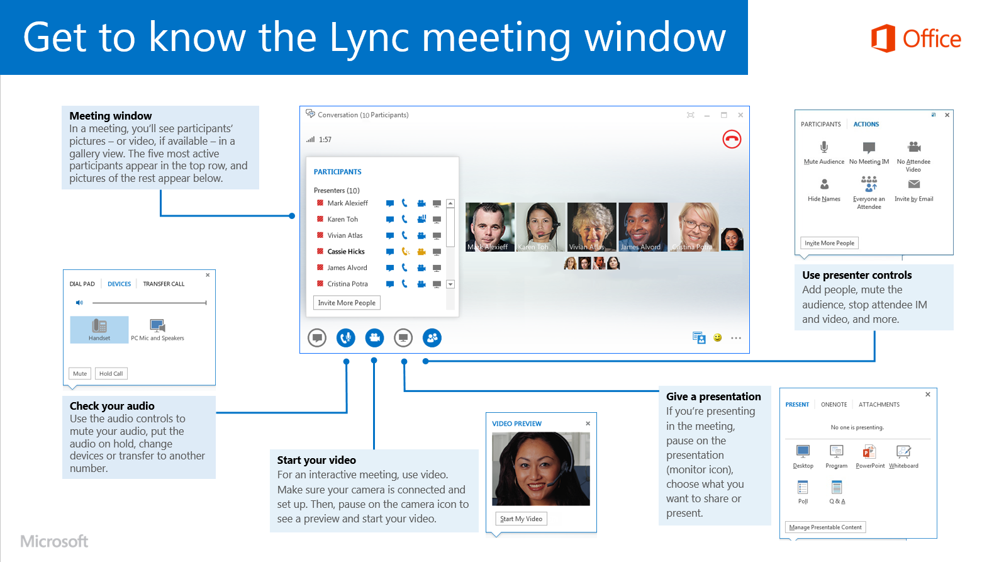 Get to know the Lync meeting window
Office
Meeting window
In a meeting, you'll see participants'
pictures – or video, if available – in a
gallery view. The five most active
participants appear in the top row, and
pictures of the rest appear below.
Conversation (10 Participants)
1:57
PARTICIPANTS
Presenters (10)
Mark Alexieff
Karen Toh
Vivian Atlas
Cassie Hicks
James Alvord
Cristina Potra
Invite More People
Mark Alexieff
Karen Toh
Vivian Atlas
James Alvord
Cristina Potra
PARTICIPANTS
ACTIONS
Mute Audience
No Meeting IM
No Attendee
Video
Hide Names
Everyone an
Attendee
Invite by Email
Invite More People
Use presenter controls
Add people, mute the
audience, stop attendee IM
and video, and more.
DIAL PAD
DEVICES
TRANSFER CALL
Handset
PC Mic and Speakers
Mute
Hold Call
Check your audio
Use the audio controls to
mute your audio, put the
audio on hold, change
devices or transfer to another
number.
Start your video
For an interactive meeting, use video.
Make sure your camera is connected and
set up. Then, pause on the camera icon to
see a preview and start your video.
VIDEO PREVIEW
Start My Video
Give a presentation
If you're presenting
in the meeting,
pause on the
presentation
(monitor icon),
choose what you
want to share or
present.
PRESENT
ONENOTE
ATTACHMENTS
No one is presenting.
Desktop
Program
PowerPoint
Whiteboard
Poll
Q & A
Manage Presentable Content
Microsoft